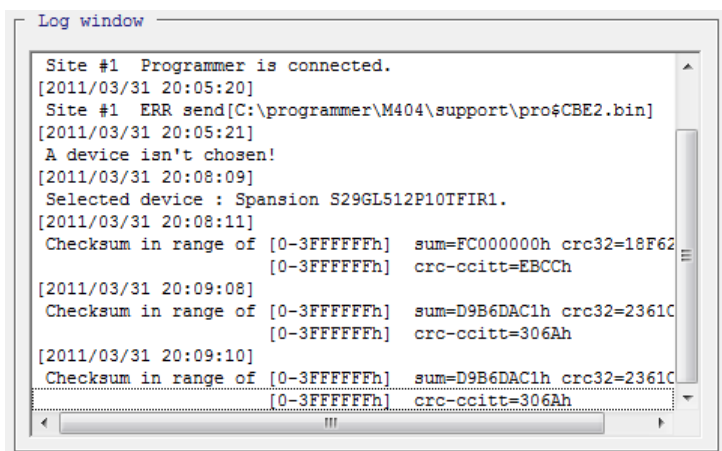 Log window
Site #1  Programmer is connected.
[2011/03/31 20:05:20]
Site #1  ERR send[C:\programmer\M404\support\pro$CBE2.bin]
[2011/03/31 20:05:21]
A device isn't chosen!
[2011/03/31 20:08:09]
Selected device : Spansion S29GL512P10TFIR1.
[2011/03/31 20:08:11]
Checksum in range of [0-3FFFFFFh]  sum=FC000000h crc32=18F62
[0-3FFFFFFh]  crc-ccitt=EBCCh
[2011/03/31 20:09:08]
Checksum in range of [0-3FFFFFFh]  sum=D9B6DAC1h crc32=2361C
[0-3FFFFFFh]  crc-ccitt=306Ah
[2011/03/31 20:09:10]
Checksum in range of [0-3FFFFFFh]  sum=D9B6DAC1h crc32=2361C
[0-3FFFFFFh]  crc-ccitt=306Ah